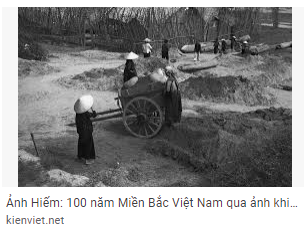 Ảnh Hiếm: 100 năm Miền Bắc Việt Nam qua ảnh khi...
kienviet.net